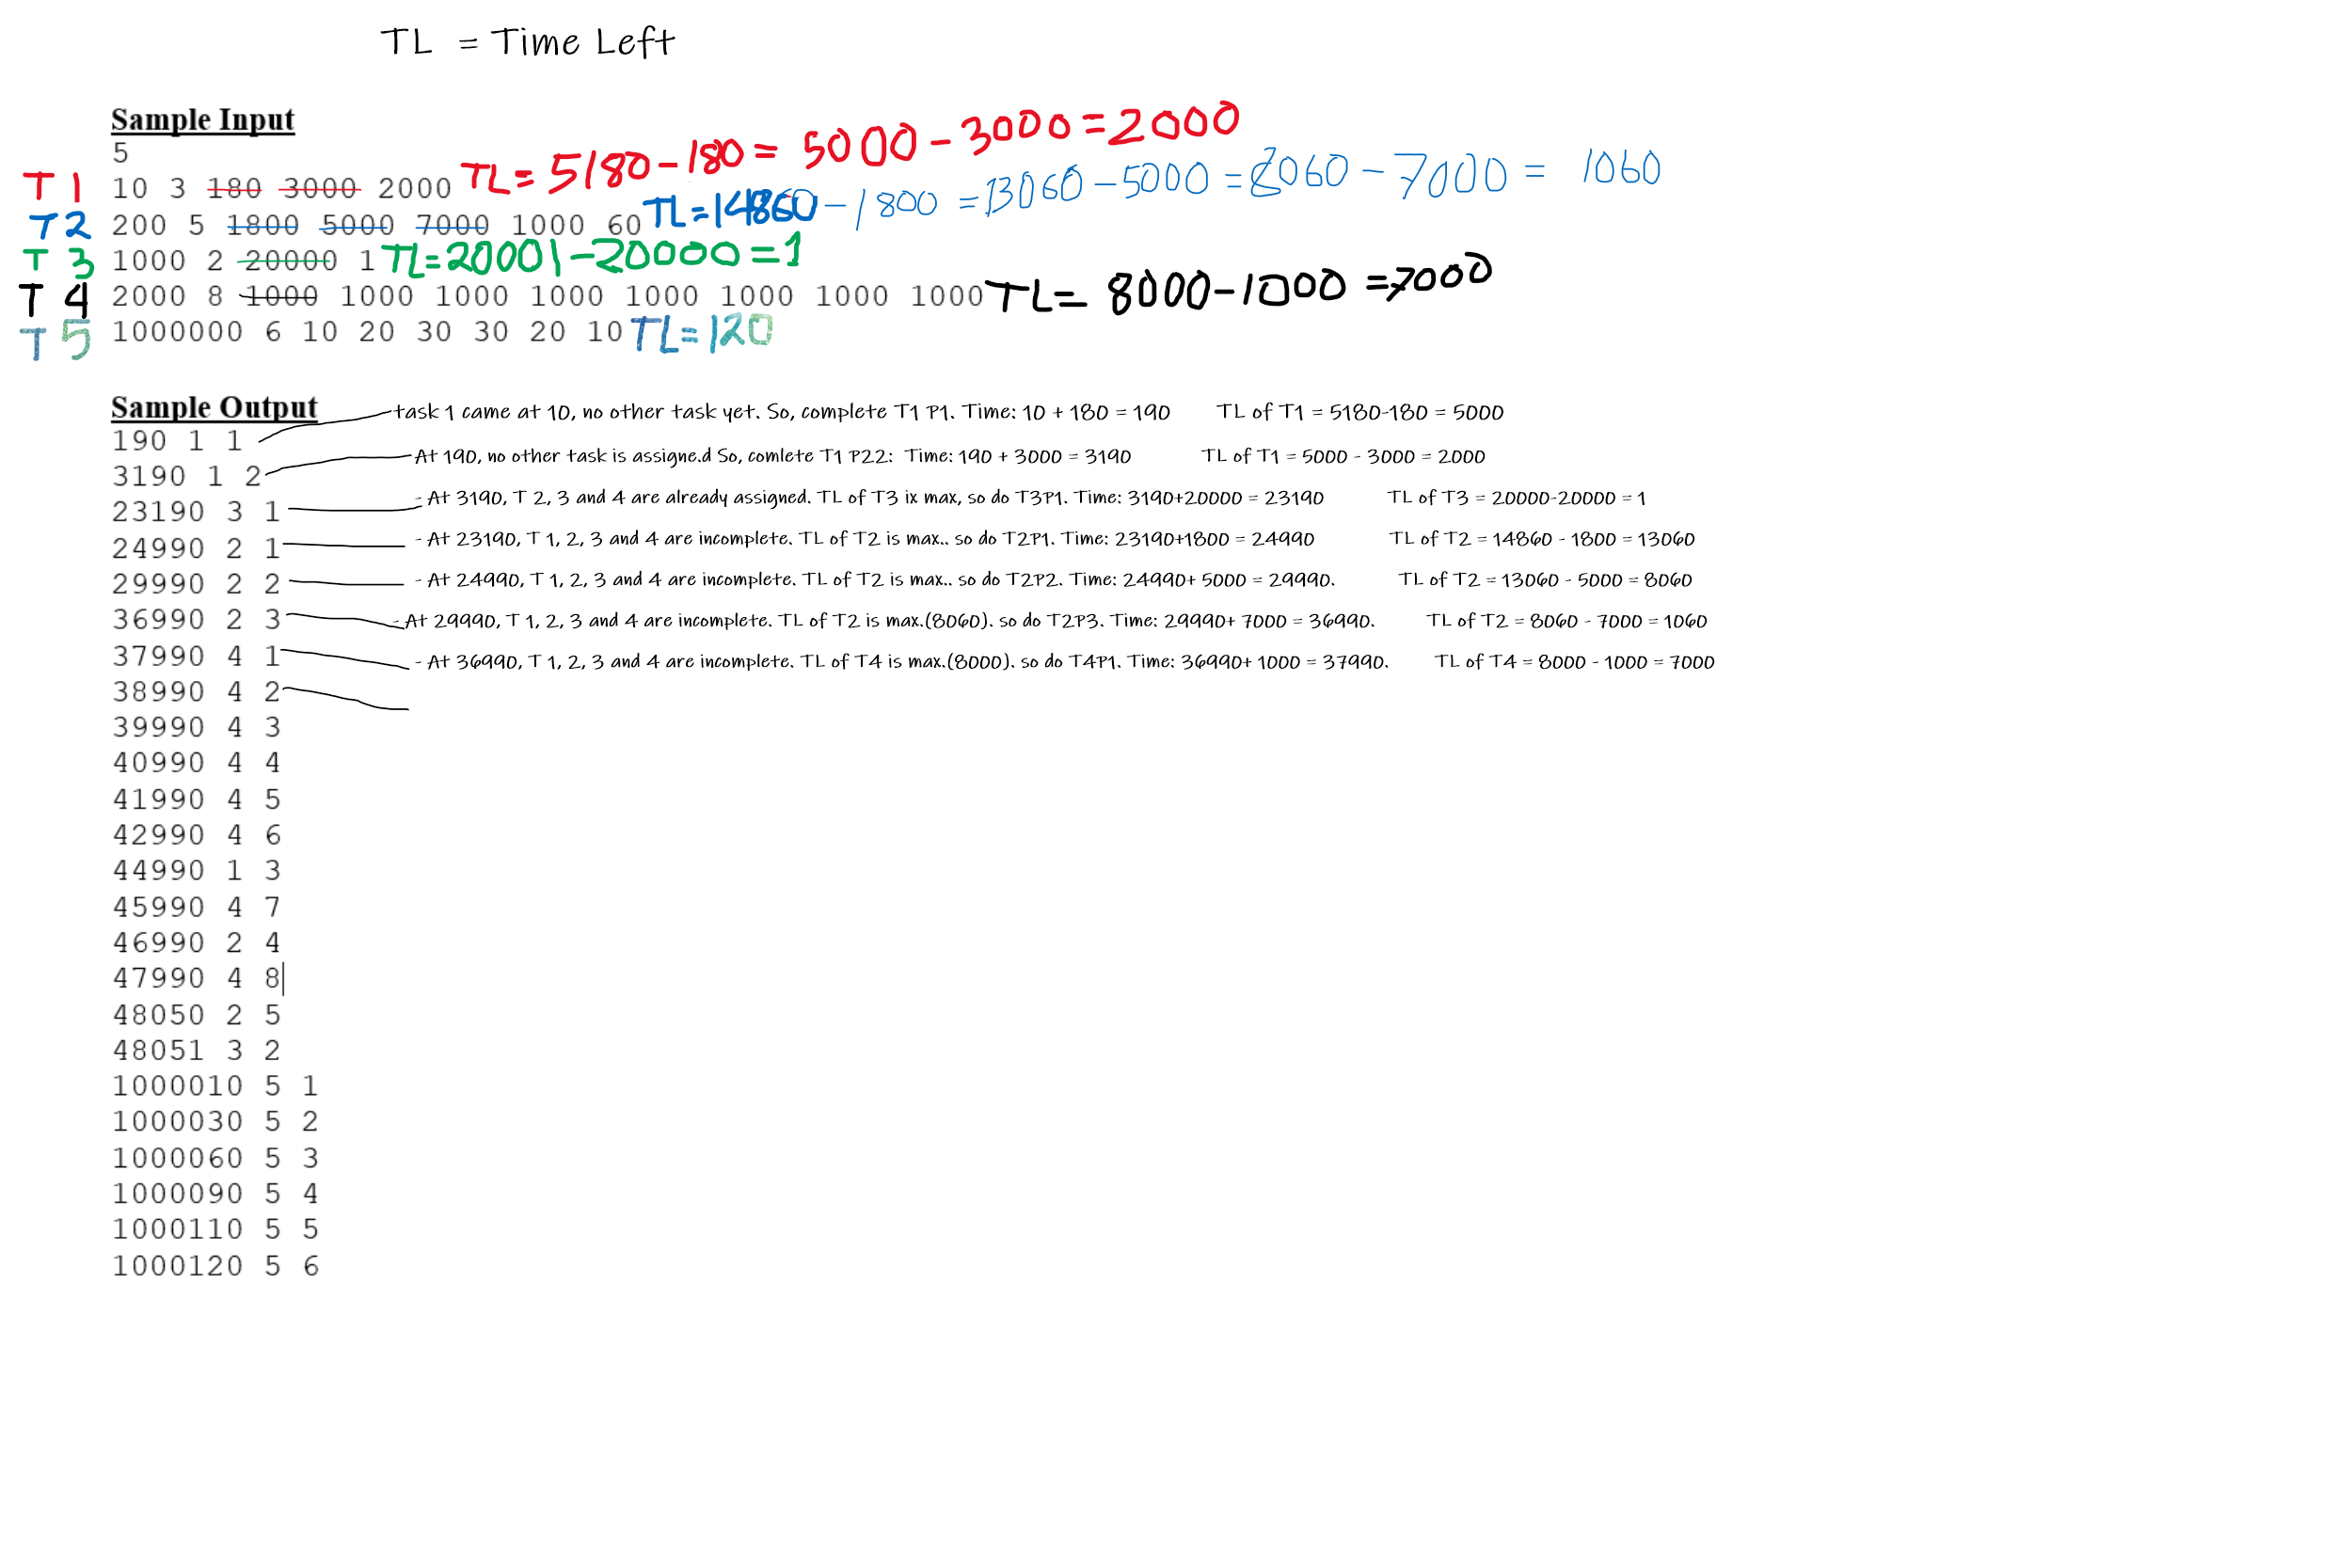 TL = Time Left
Sample Input
5
T 1 10 3 180 3000 2000 TL= 5180-180= 5000 - 3000 = 2000
T 2 200 5 1800 5000 7000 1000 60 TL=14860 - 1800 = 13060 - 5000 = 8060 - 7000 = 1060
T 3 1000 2 20000 1 TL=20001-20000=1
T 4 2000 8 1000 1000 1000 1000 1000 1000 1000 1000 TL= 8000-1000 =7000
T 5 1000000 6 10 20 30 30 20 10 TL=120
Sample Output
task 1 came at 10, no other task yet. So, complete T1 P1. Time: 10 + 180 = 190 TL of T1 = 5180-180 = 5000
190 1 1
At 190, no other task is assigne.d So, comlete T1 P22: Time: 190 + 3000 = 3190 TL of T1 = 5000 - 3000 = 2000
3190 1 2
- At 3190, T 2, 3 and 4 are already assigned. TL of T3 ix max, so do T3P1. Time: 3190+20000 = 23190 TL of T3 = 20000-20000 = 1
23190 3 1
- At 23190, T 1, 2, 3 and 4 are incomplete. TL of T2 is max.. so do T2P1. Time: 23190+1800 = 24990 TL of T2 = 14860 - 1800 = 13060
24990 2 1
- At 24990, T 1, 2, 3 and 4 are incomplete. TL of T2 is max.. so do T2P2. Time: 24990+ 5000 = 29990. TL of T2 = 13060 - 5000 = 8060
29990 2 2
- At 29990, T 1, 2, 3 and 4 are incomplete. TL of T2 is max.(8060). so do T2P3. Time: 29990+ 7000 = 36990. TL of T2 = 8060 - 7000 = 1060
36990 2 3
- At 36990, T 1, 2, 3 and 4 are incomplete. TL of T4 is max.(8000). so do T4P1. Time: 36990+ 1000 = 37990. TL of T4 = 8000 - 1000 = 7000
37990 4 1
38990 4 2
39990 4 3
40990 4 4
41990 4 5
42990 4 6
44990 1 3
45990 4 7
46990 2 4
47990 4 8
48050 2 5
48051 3 2
1000010 5 1
1000030 5 2
1000060 5 3
1000090 5 4
1000110 5 5
1000120 5 6